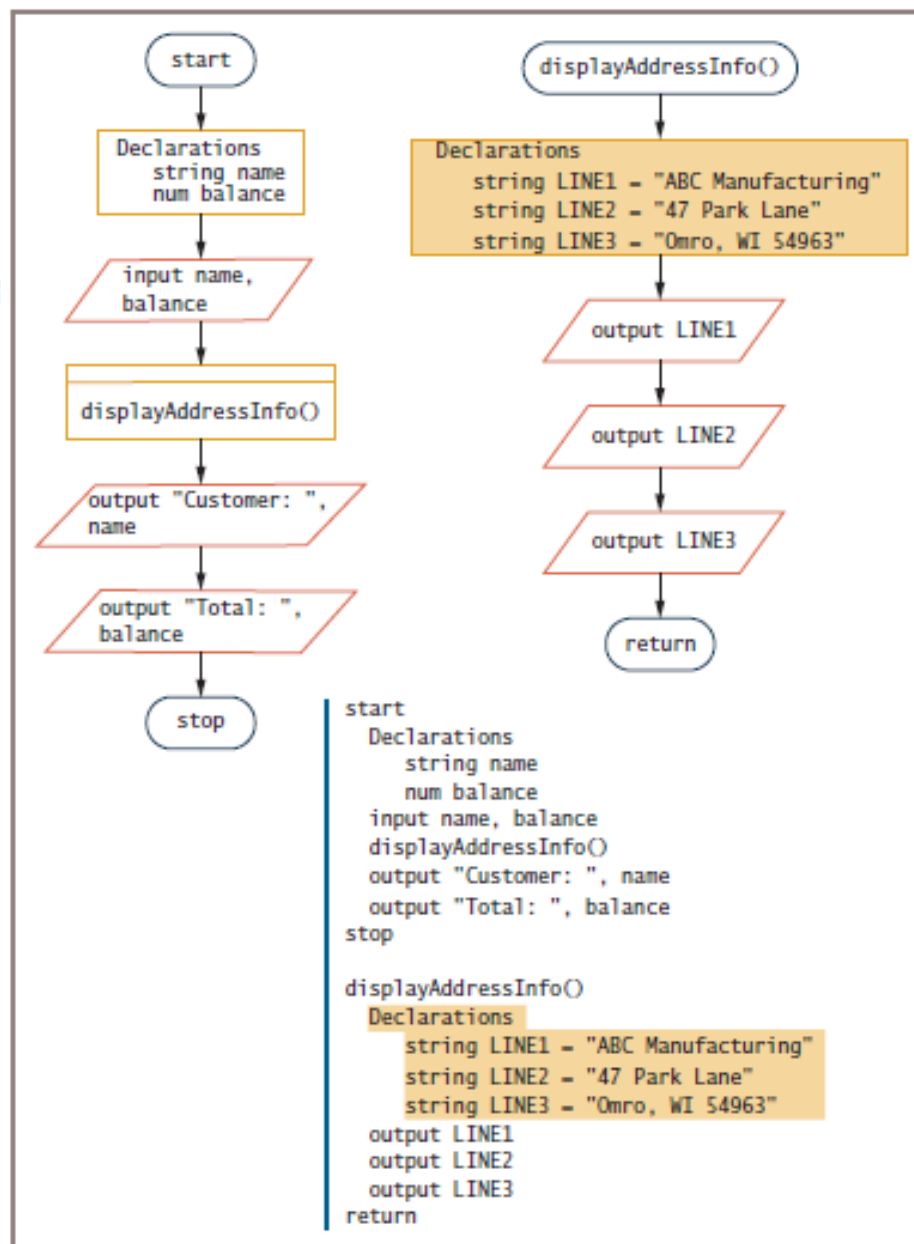 start
Declarations
string name
num balance
input name,
balance
displayAddressInfo()
output "Customer: ",
name
output "Total: ",
balance
stop
displayAddressInfo()
Declarations
string LINE1 = "ABC Manufacturing"
string LINE2 = "47 Park Lane"
string LINE3 = "Omro, WI 54963"
output LINE1
output LINE2
output LINE3
return
start
Declarations
string name
num balance
input name, balance
displayAddressInfo()
output "Customer: ", name
output "Total: ", balance
stop
displayAddressInfo()
Declarations
string LINE1 = "ABC Manufacturing"
string LINE2 = "47 Park Lane"
string LINE3 = "Omro, WI 54963"
output LINE1
output LINE2
output LINE3
return